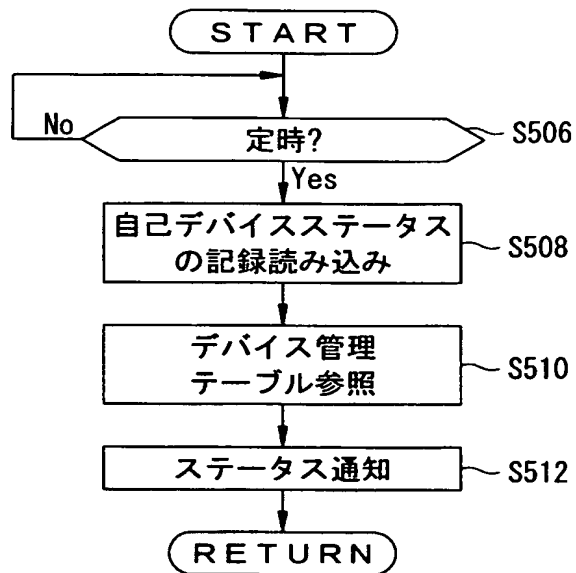 START
No
定時?
S506
Yes
自己デバイスステータス
の記録読み込み
S508
デバイス管理
テーブル参照
S510
ステータス通知
S512
RETURN